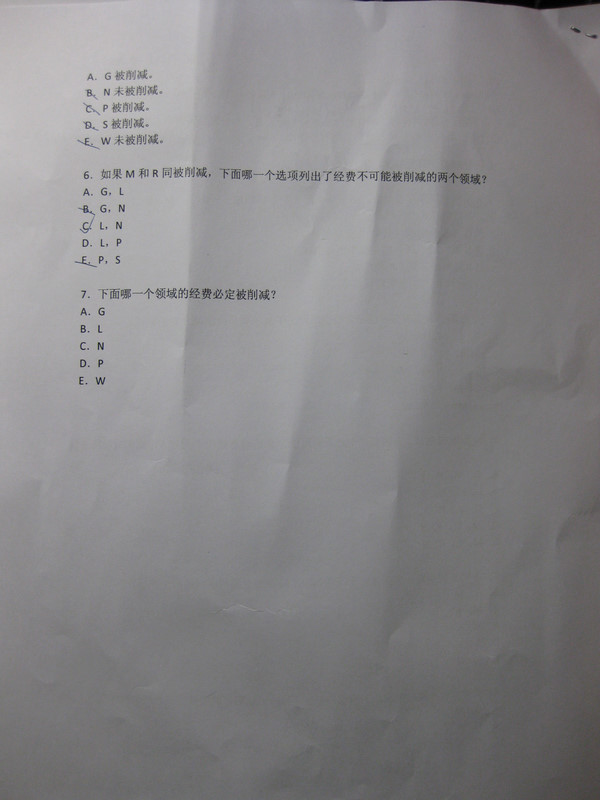 A. G 被削减。
B. N 未被削减。
C. P 被削减。
D. S 被削减。
E. W 未被削减。
6. 如果 M 和 R 同被削减，下面哪一个选项列出了经费不可能被削减的两个领域？
A. G，L
B. G，N
C. L，N
D. L，P
E. P，S
7. 下面哪一个领域的经费必定被削减？
A. G
B. L
C. N
D. P
E. W